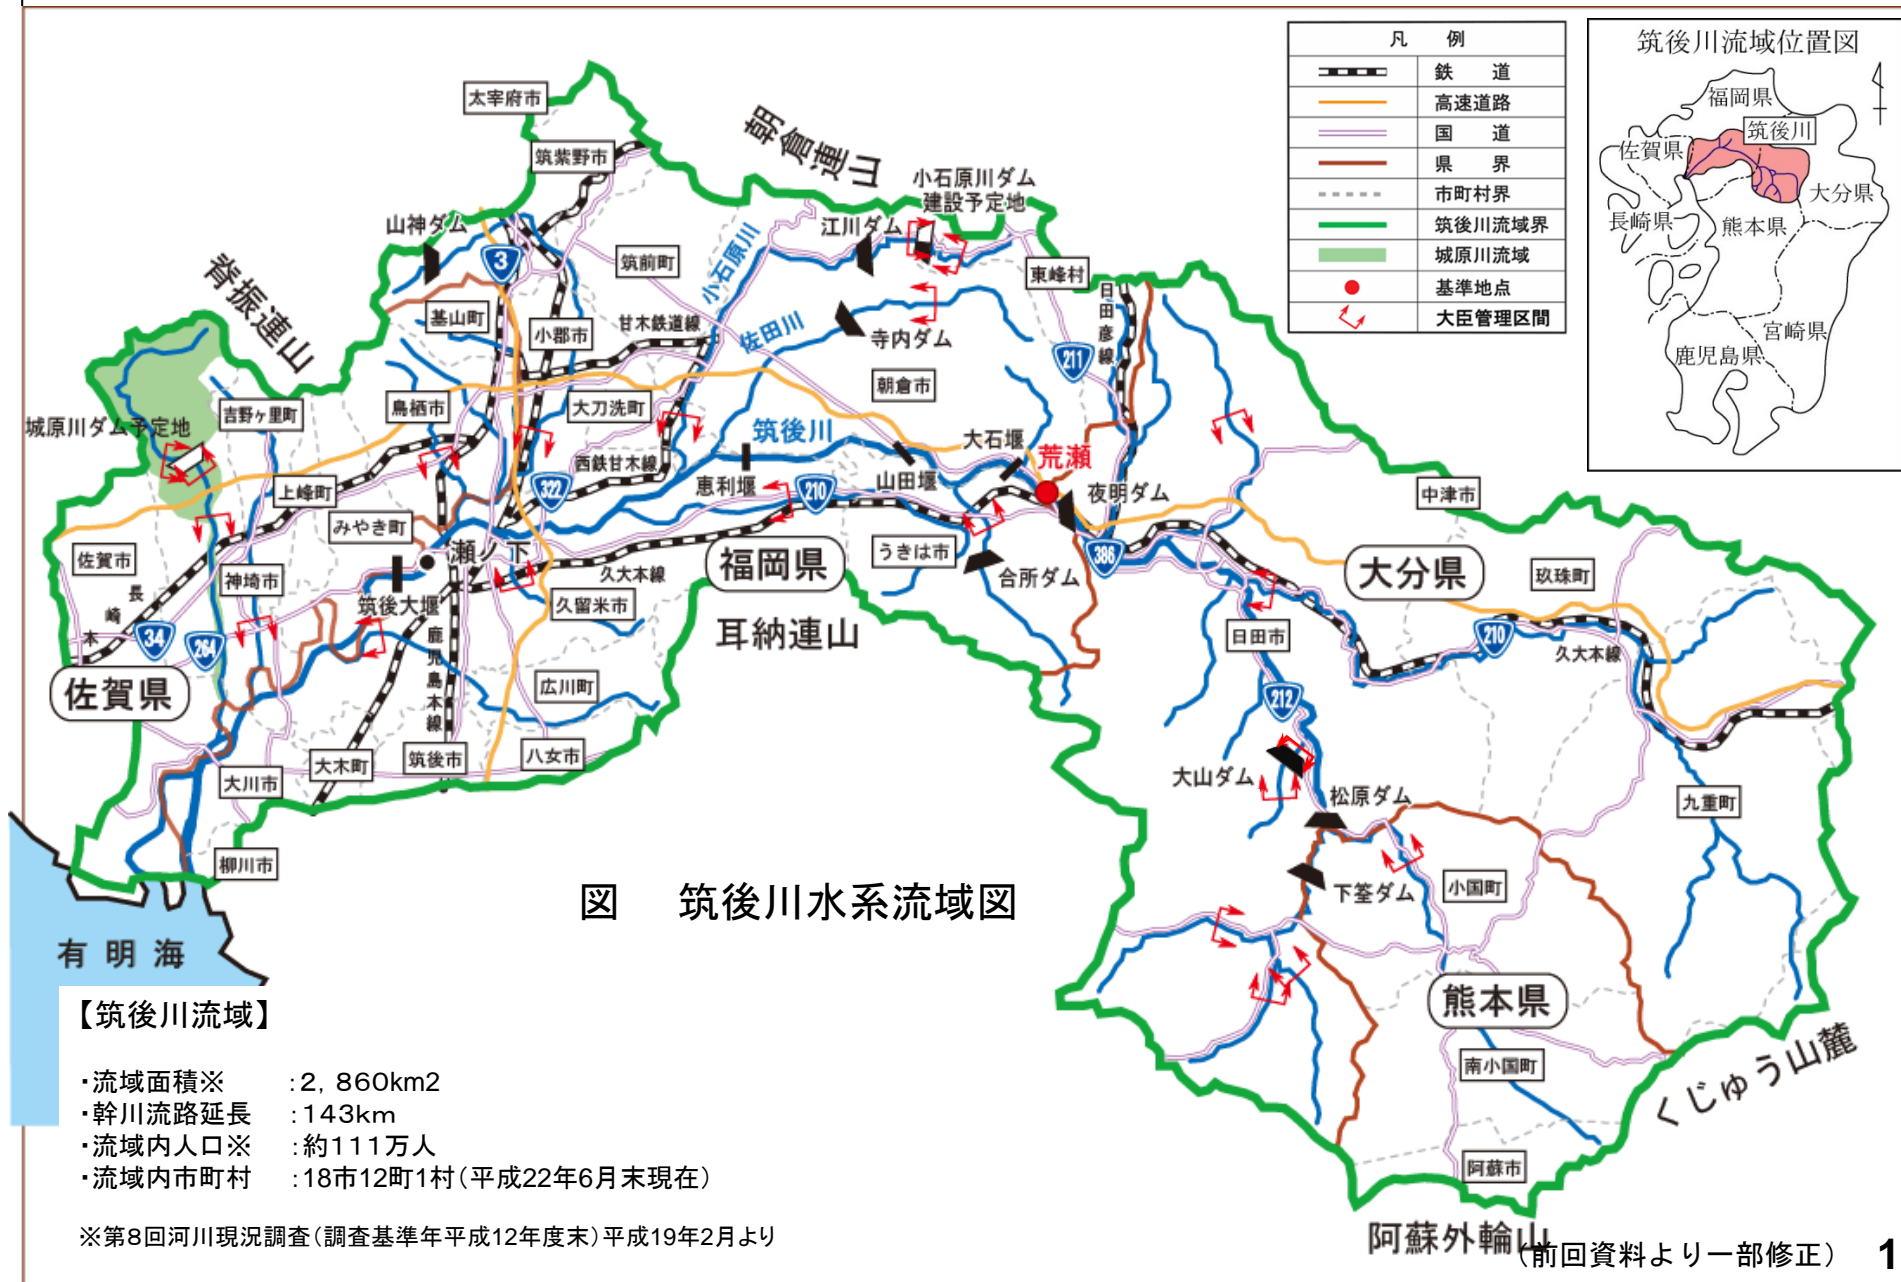 凡　例
鉄　道
高速道路
国　道
県　界
市町村界
筑後川流域界
城原川流域
基準地点
大臣管理区間
筑後川流域位置図
福岡県
筑後川
佐賀県
大分県
長崎県
熊本県
宮崎県
鹿児島県
太宰府市
筑紫野市
朝倉連山
小石原川ダム
建設予定地
江川ダム
山神ダム
3
筑前町
小石原川
東峰村
脊振連山
基山町
小郡市
甘木鉄道線
佐田川
寺内ダム
日田彦線
211
朝倉市
吉野ヶ里町
鳥栖市
大刀洗町
城原川ダム予定地
筑後川
大石堰
荒瀬
西鉄甘木線
恵利堰
山田堰
夜明ダム
中津市
上峰町
322
210
みやき町
佐賀市
神埼市
瀬ノ下
福岡県
うきは市
合所ダム
386
大分県
玖珠町
久大本線
久留米市
筑後大堰
長崎本
34
264
鹿児島本線
耳納連山
日田市
210
久大本線
佐賀県
広川町
212
大川市
大木町
筑後市
八女市
大山ダム
松原ダム
九重町
柳川市
下筌ダム
小国町
図　筑後川水系流域図
有明海
熊本県
南小国町
くじゅう山麓
阿蘇市
阿蘇外輪山
【筑後川流域】
・流域面積※　：２，８６０km2
・幹川流路延長　：１４３ｋｍ
・流域内人口※　：約１１１万人
・流域内市町村　：18市12町1村（平成22年6月末現在）
※第８回河川現況調査（調査基準年平成12年度末）平成19年2月より
（前回資料より一部修正）
1